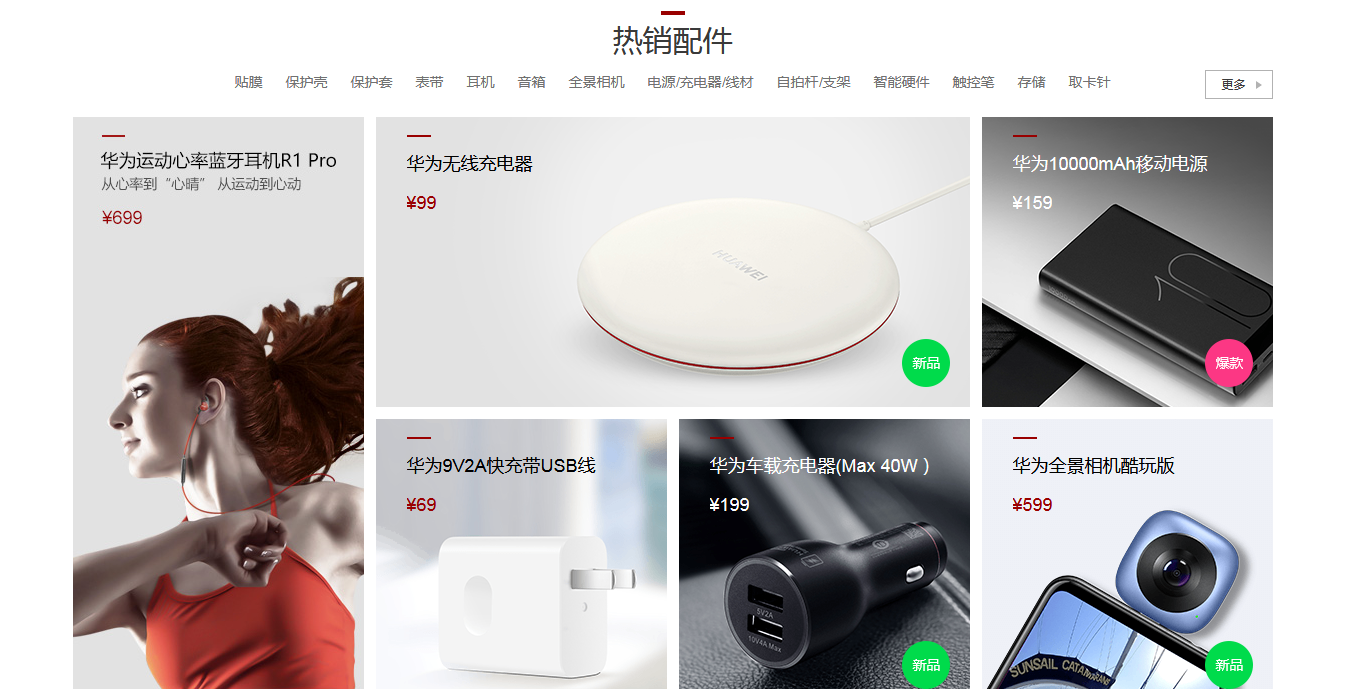 热销配件
贴膜 保护壳 保护套 表带 耳机 音箱 全景相机 电源/充电器/线材 自拍杆/支架 智能硬件 触控笔 存储 取卡针
更多
华为运动心率蓝牙耳机R1 Pro
从心率到“心晴” 从运动到心动
¥699
华为无线充电器
¥99
HUAWEI
新品
华为10000mAh移动电源
¥159
10
爆款
华为9V2A快充带USB线
¥69
华为车载充电器(Max 40W )
¥199
5V2A
10V4A Max
新品
华为全景相机酷玩版
¥599
SUNSAIL CATAMARANS
新品